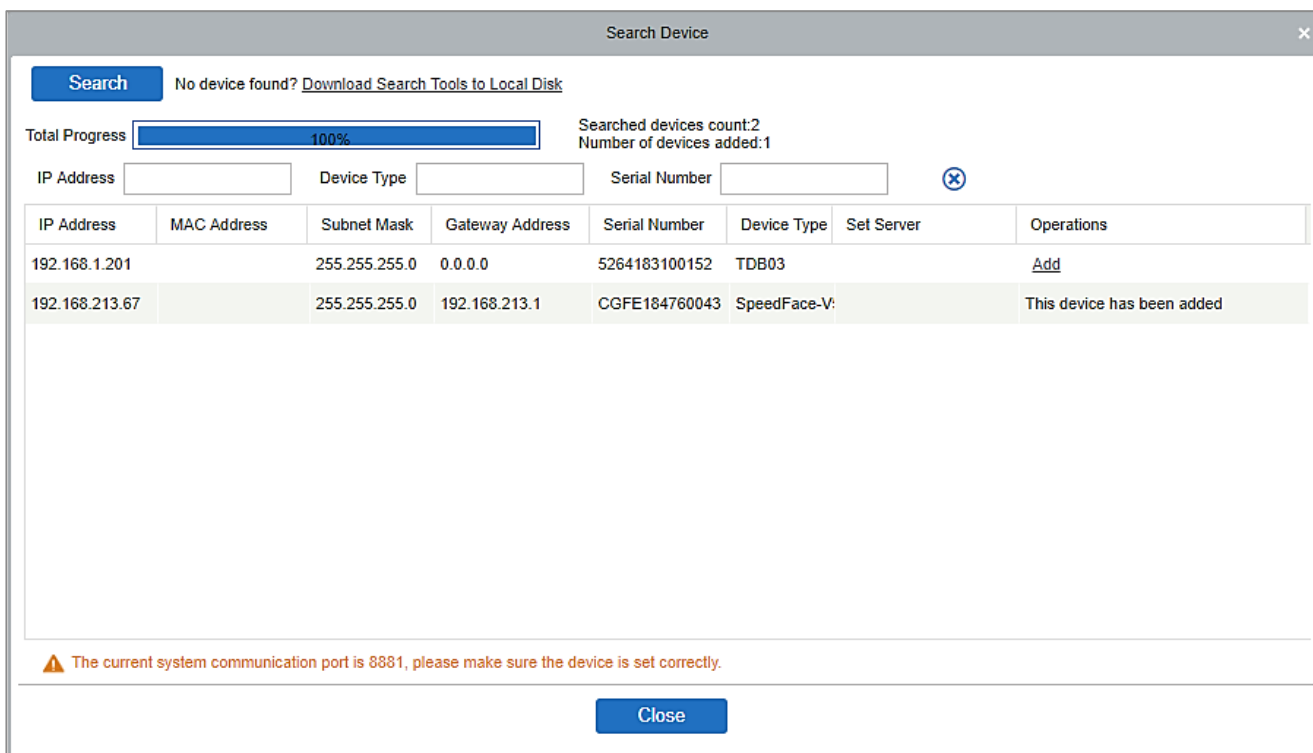 Search Device
Search No device found? Download Search Tools to Local Disk
Total Progress 100% Searched devices count:2
Number of devices added:1
IP Address Device Type Serial Number
IP Address MAC Address Subnet Mask Gateway Address Serial Number Device Type Set Server Operations
192.168.1.201 255.255.255.0 0.0.0.0 5264183100152 TDB03 Add
192.168.213.67 255.255.255.0 192.168.213.1 CGFE184760043 SpeedFace-V This device has been added
The current system communication port is 8881, please make sure the device is set correctly.
Close